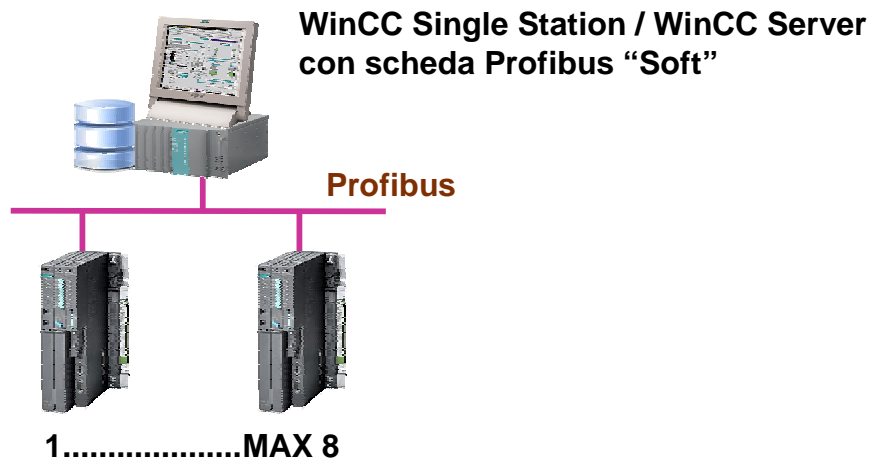 WinCC Single Station / WinCC Server
con scheda Profibus “Soft”
Profibus
1....................MAX 8